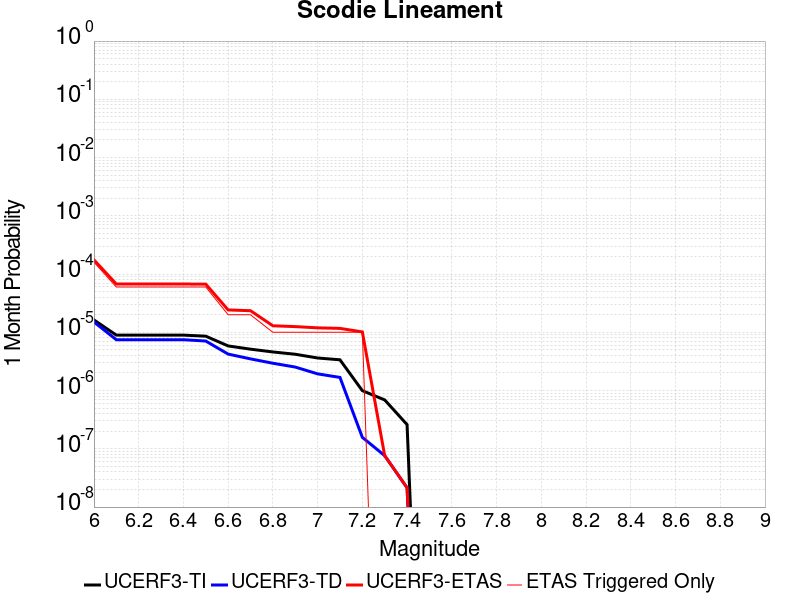 Scodie Lineament
1 Month Probability
10^0
10^-1
10^-2
10^-3
10^-4
10^-5
10^-6
10^-7
10^-8
6 6.2 6.4 6.6 6.8 7 7.2 7.4 7.6 7.8 8 8.2 8.4 8.6 8.8 9
Magnitude
UCERF3-TI UCERF3-TD UCERF3-ETAS ETAS Triggered Only